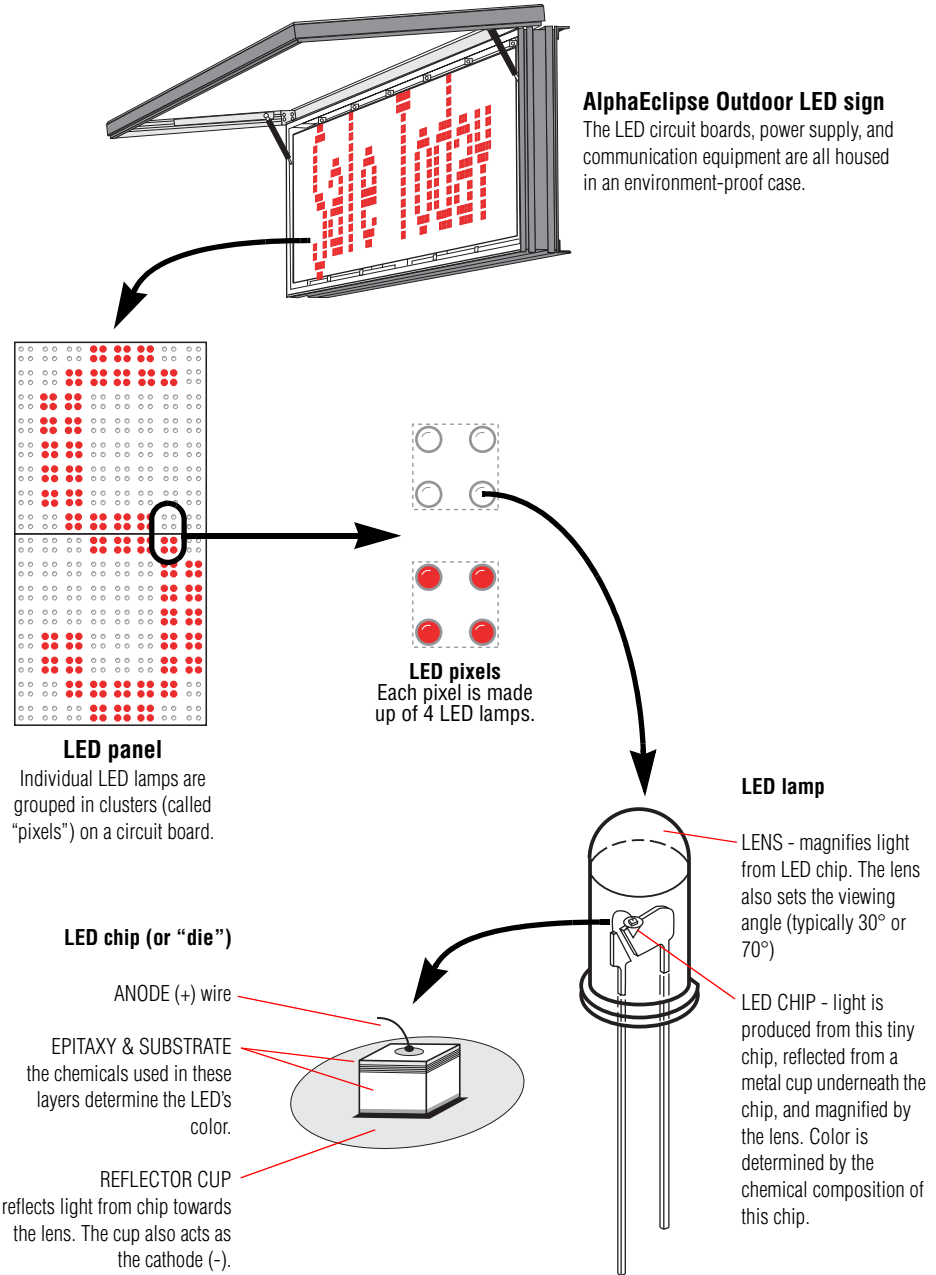 AlphaEclipse Outdoor LED sign
The LED circuit boards, power supply, and
communication equipment are all housed
in an environment-proof case.
Sale Today
LED pixels
Each pixel is made
up of 4 LED lamps.
LED panel
Individual LED lamps are
grouped in clusters (called
“pixels”) on a circuit board.
LED lamp
LENS - magnifies light
from LED chip. The lens
also sets the viewing
angle (typically 30° or
70°)
LED CHIP - light is
produced from this tiny
chip, reflected from a
metal cup underneath the
chip, and magnified by
the lens. Color is
determined by the
chemical composition of
this chip.
LED chip (or “die”)
ANODE (+) wire
EPITAXY & SUBSTRATE
the chemicals used in these
layers determine the LED’s
color.
REFLECTOR CUP
reflects light from chip towards
the lens. The cup also acts as
the cathode (-).